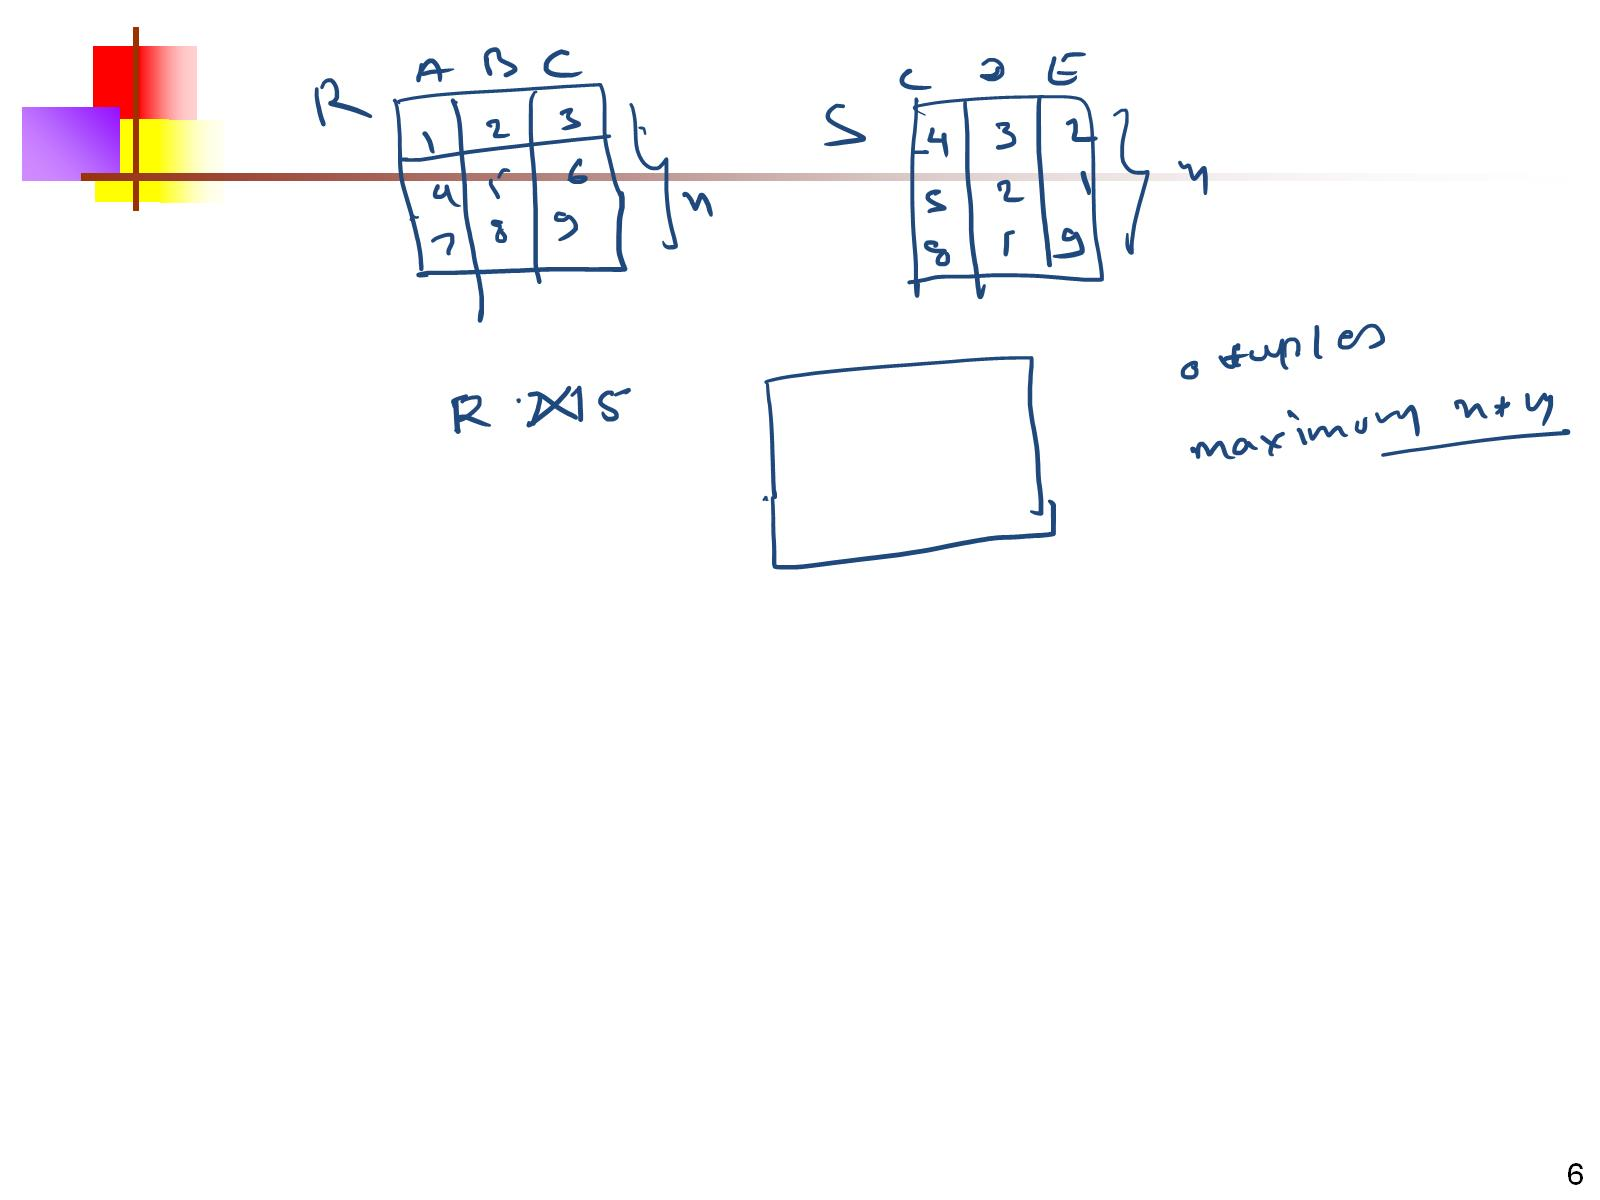 A B C
R
1 2 3
4 5 6
7 8 9
n
C D E
S
4 3 2
5 2 1
8 1 9
R ⋈ S
0 tuples
maximum n*y
6